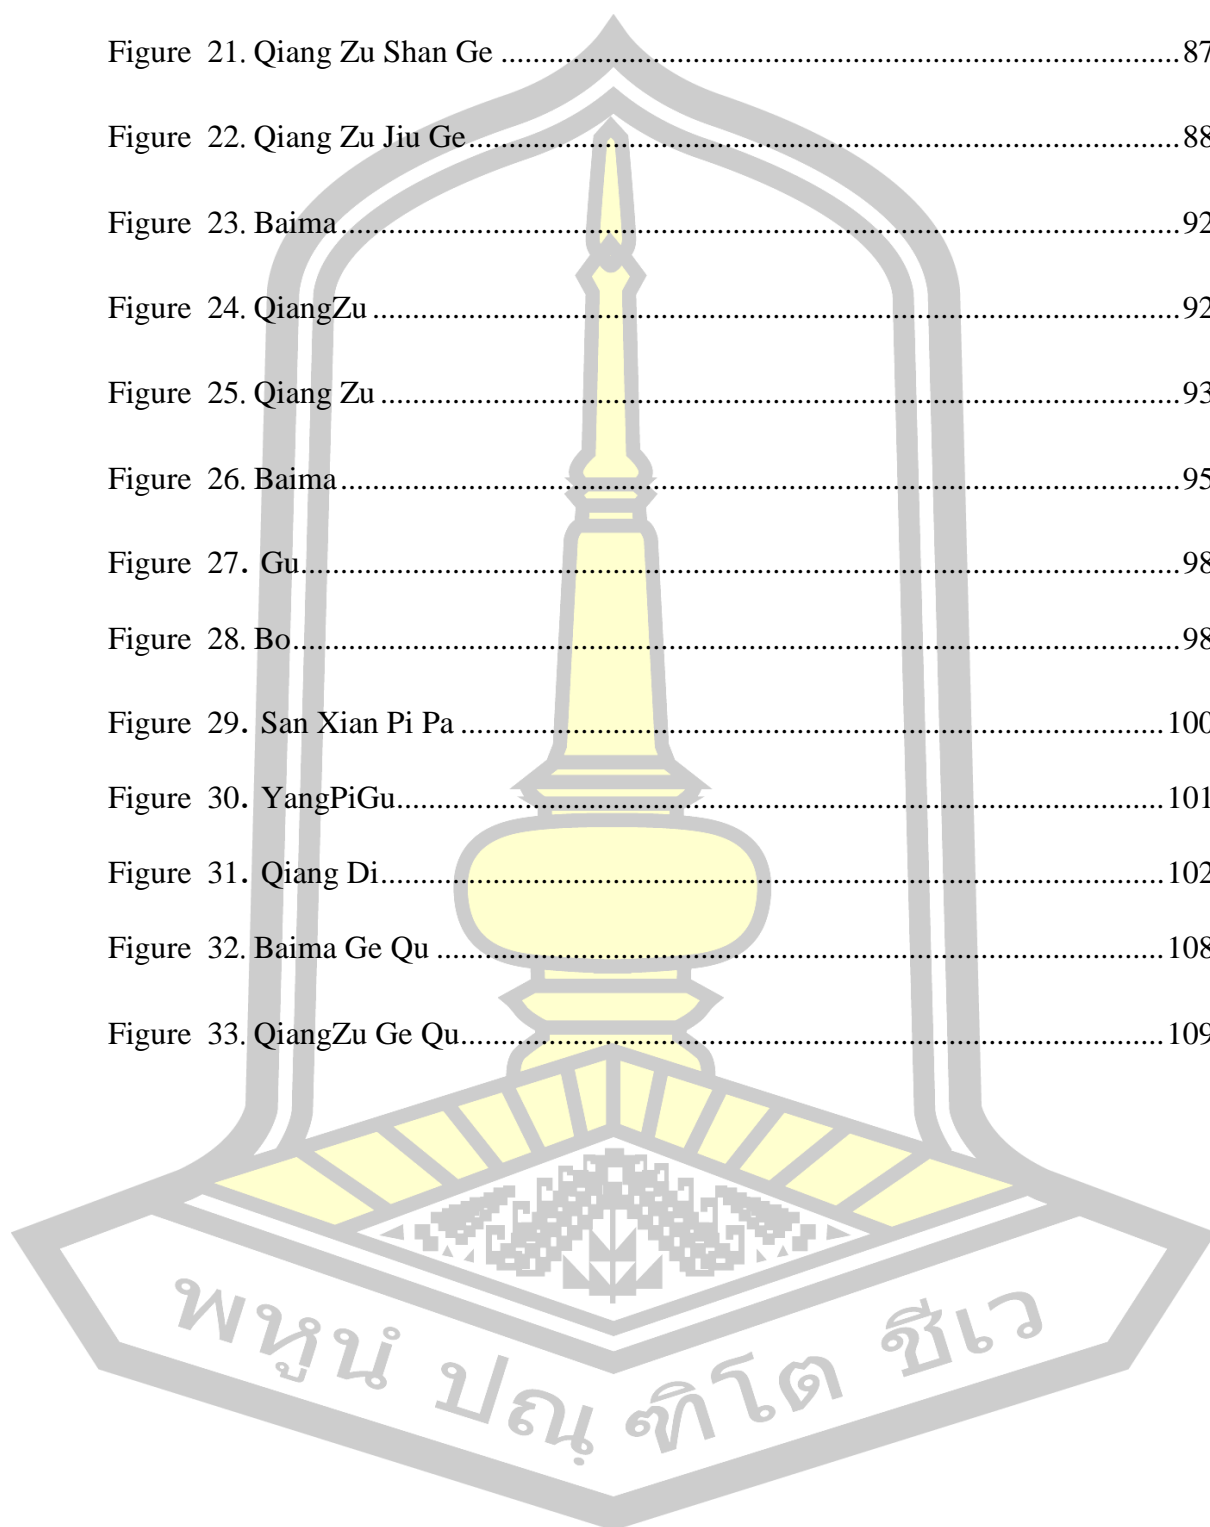 Figure 21. Qiang Zu Shan Ge ..................................................................................87
Figure 22. Qiang Zu Jiu Ge......................................................................................88
Figure 23. Baima.....................................................................................................92
Figure 24. QiangZu .................................................................................................92
Figure 25. Qiang Zu ................................................................................................93
Figure 26. Baima.....................................................................................................95
Figure 27. Gu..........................................................................................................98
Figure 28. Bo...........................................................................................................98
Figure 29. San Xian Pi Pa ......................................................................................100
Figure 30. YangPiGu..............................................................................................101
Figure 31. Qiang Di................................................................................................102
Figure 32. Baima Ge Qu ........................................................................................108
Figure 33. QiangZu Ge Qu.....................................................................................109
พหูนํ ปณฺฑิโต ชีเว